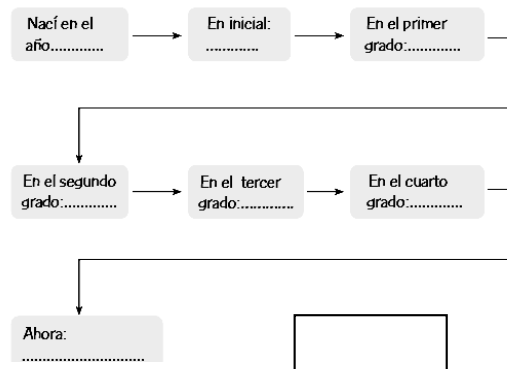 Nací en el
año.............
En inicial:
.............
En el primer
grado:.............
En el segundo
grado:.............
En el tercer
grado:.............
En el cuarto
grado:.............
Ahora:
..............................